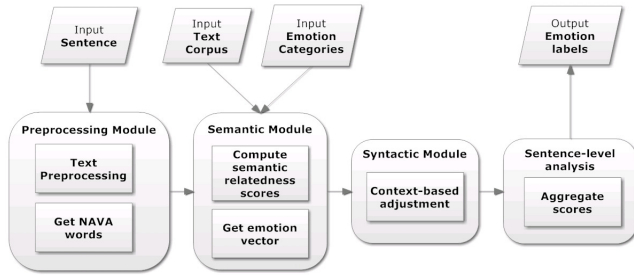 Input
Sentence
Input
Text
Corpus
Input
Emotion
Categories
Output
Emotion
labels
Preprocessing Module
Text
Preprocessing
Get NAVA
words
Semantic Module
Compute
semantic
relatedness
scores
Get emotion
vector
Syntactic Module
Context-based
adjustment
Sentence-level
analysis
Aggregate
scores